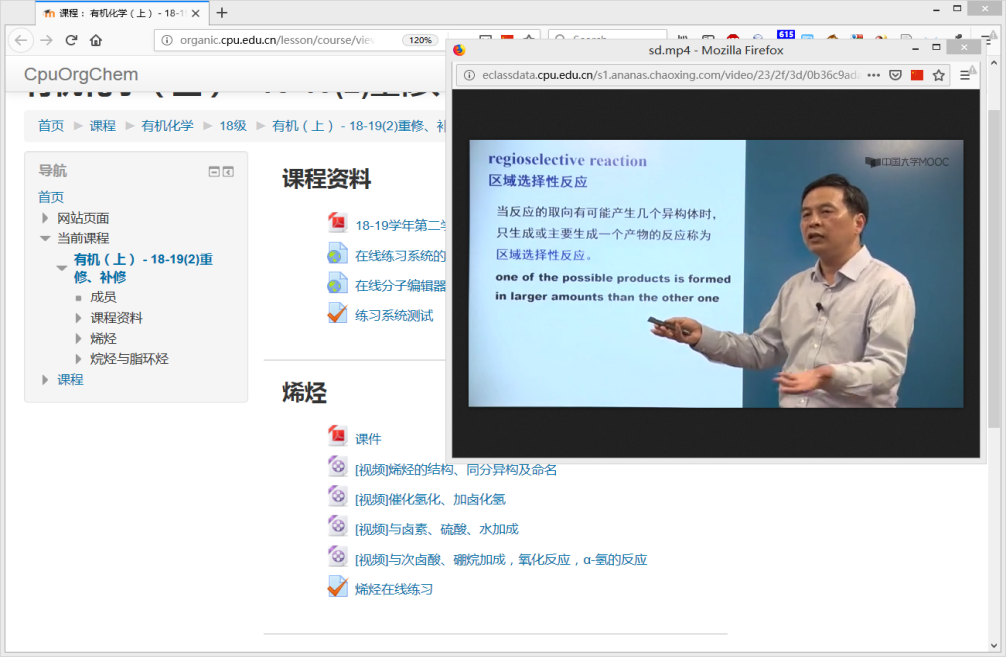 课程： 有机化学（上） - 18-1
organic.cpu.edu.cn/lesson/course/vie
120%
Search
615
CpuOrgChem
首页 课程 有机化学 18级 有机（上） - 18-19(2)重修、补
导航
首页
网站页面
当前课程
有机（上） - 18-19(2)重
修、补修
成员
课程资料
烯烃
烷烃与脂环烃
课程
课程资料
18-19学年第二学
在线练习系统的
在线分子编辑器
练习系统测试
烯烃
课件
[视频]烯烃的结构、同分异构及命名
[视频]催化氢化、加卤化氢
[视频]与卤素、硫酸、水加成
[视频]与次卤酸、硼烷加成，氧化反应，α-氢的反应
烯烃在线练习
sd.mp4 - Mozilla Firefox
eclassdata.cpu.edu.cn/s1.ananas.chaoxing.com/video/23/2f/3d/0b36c9ada
regioselective reaction
区域选择性反应
中国大学MOOC
当反应的取向有可能产生几个异构体时，
只生成或主要生成一个产物的反应称为
区域选择性反应。
one of the possible products is formed
in larger amounts than the other one